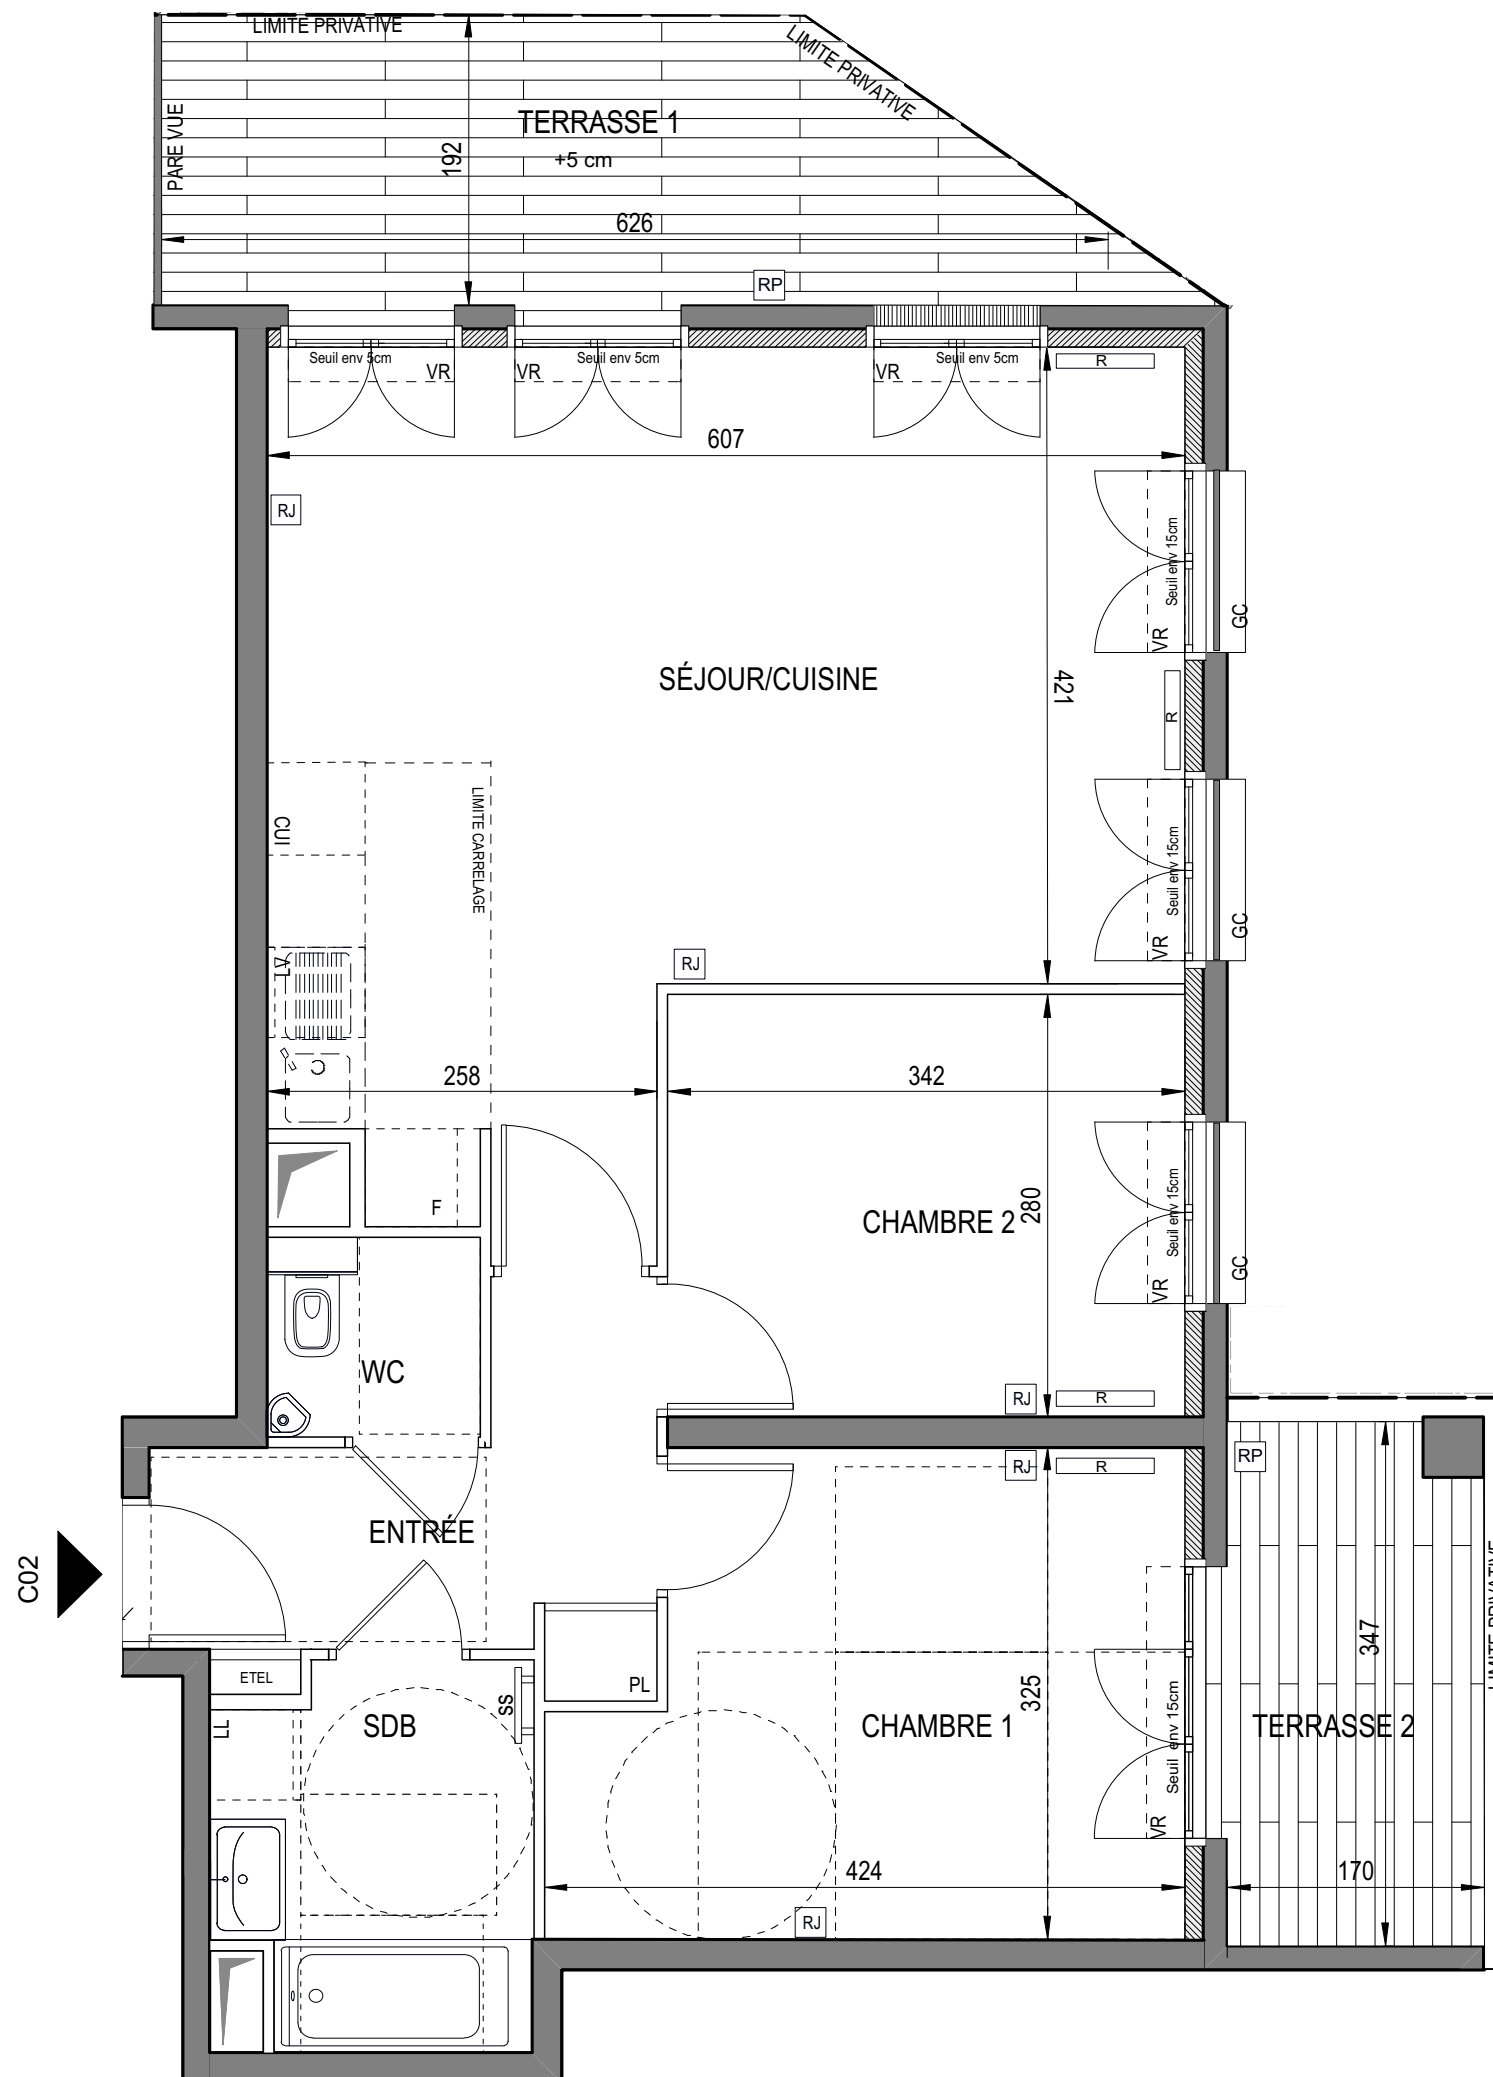 LIMITE PRIVATIVE
LIMITE PRIVATIVE
PARE VUE
TERRASSE 1
+5 cm
192
626
RP
Seuil env 5cm
VR
Seuil env 5cm
VR
Seuil env 5cm
VR
R
607
RJ
Seuil env 15cm
VR
GC
SÉJOUR/CUISINE
421
R
CUI
LIMITE CARRELAGE
Seuil env 15cm
VR
GC
LV
RJ
258
342
F
CHAMBRE 2
280
Seuil env 15cm
VR
GC
WC
RJ
R
RJ
R
RP
ENTRÉE
C02
LIMITE PRIVATIVE
347
ETEL
PL
SS
LL
SDB
CHAMBRE 1
325
Seuil env 15cm
VR
TERRASSE 2
424
170
RJ